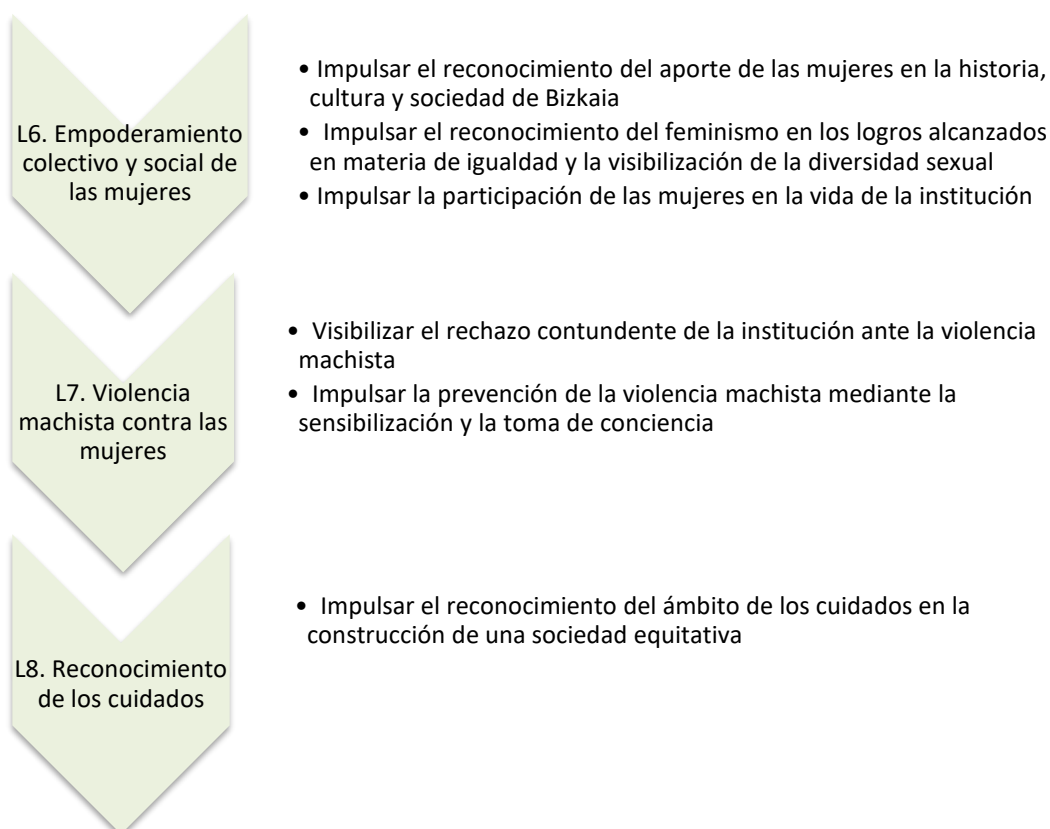 L6. Empoderamiento
colectivo y social de
las mujeres
• Impulsar el reconocimiento del aporte de las mujeres en la historia,
cultura y sociedad de Bizkaia
• Impulsar el reconocimiento del feminismo en los logros alcanzados
en materia de igualdad y la visibilización de la diversidad sexual
• Impulsar la participación de las mujeres en la vida de la institución
L7. Violencia
machista contra las
mujeres
• Visibilizar el rechazo contundente de la institución ante la violencia
machista
• Impulsar la prevención de la violencia machista mediante la
sensibilización y la toma de conciencia
L8. Reconocimiento
de los cuidados
• Impulsar el reconocimiento del ámbito de los cuidados en la
construcción de una sociedad equitativa